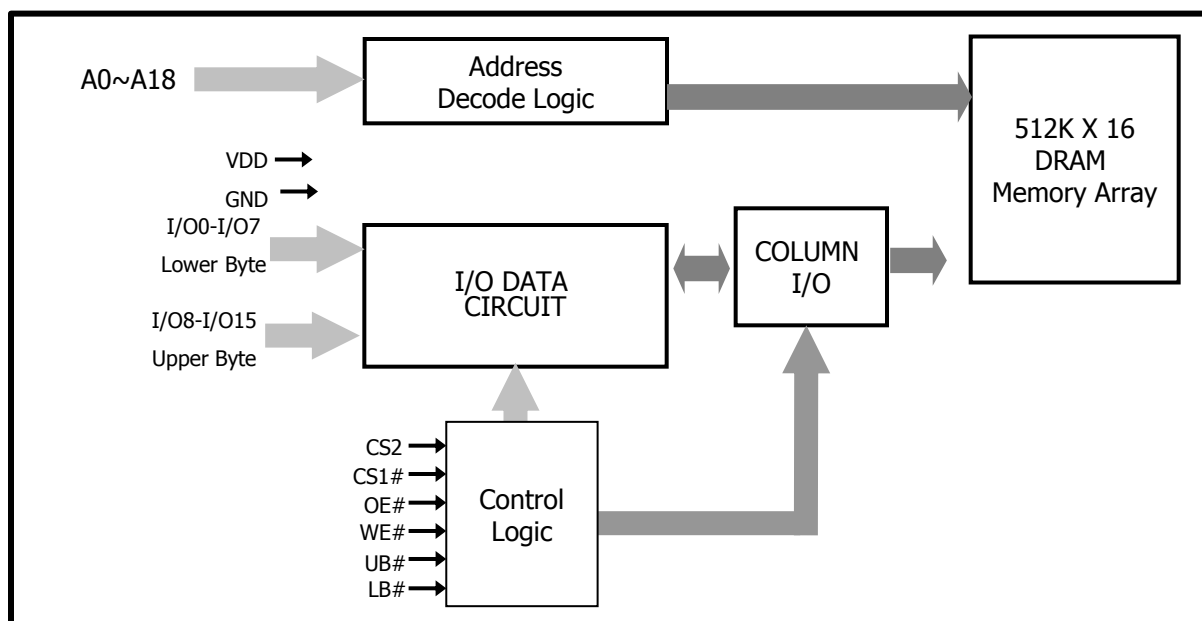 A0~A18
Address
Decode Logic
512K X 16
DRAM
Memory Array
VDD
GND
I/O0-I/O7
Lower Byte
I/O8-I/O15
Upper Byte
I/O DATA
CIRCUIT
COLUMN
I/O
CS2
CS1#
OE#
WE#
UB#
LB#
Control
Logic